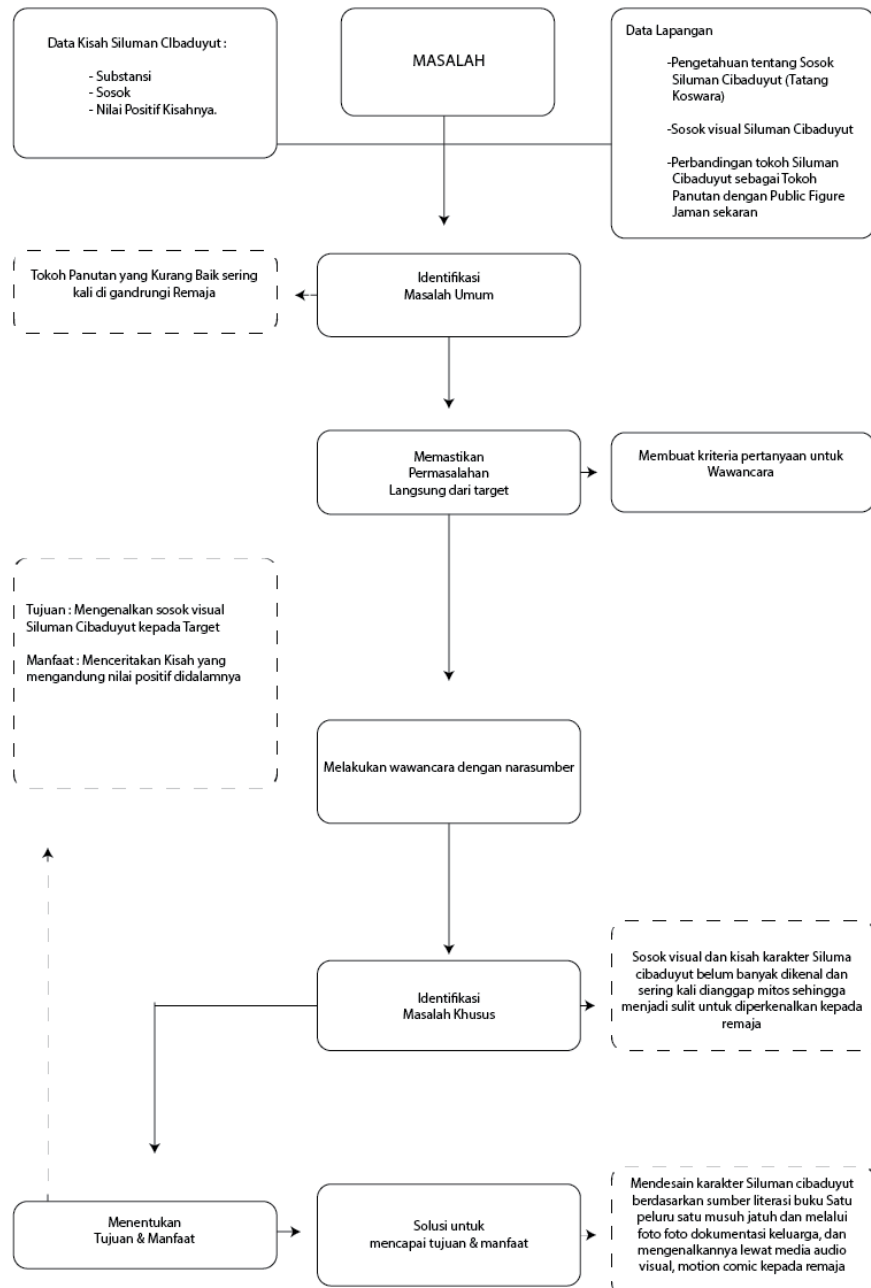 Data Kisah Siluman CIbaduyut :
- Substansi
- Sosok
- Nilai Positif Kisahnya.
MASALAH
Data Lapangan
-Pengetahuan tentang Sosok
Siluman Cibaduyut (Tatang
Koswara)
-Sosok visual Siluman Cibaduyut
-Perbandingan tokoh Siluman
Cibaduyut sebagai Tokoh
Panutan dengan Public Figure
Jaman sekaran
Tokoh Panutan yang Kurang Baik sering
kali di gandrungi Remaja
Identifikasi
Masalah Umum
Memastikan
Permasalahan
Langsung dari target
Membuat kriteria pertanyaan untuk
Wawancara
Tujuan : Mengenalkan sosok visual
Siluman Cibaduyut kepada Target
Manfaat : Menceritakan Kisah yang
mengandung nilai positif didalamnya
Melakukan wawancara dengan narasumber
Identifikasi
Masalah Khusus
Sosok visual dan kisah karakter Siluma
cibaduyut belum banyak dikenal dan
sering kali dianggap mitos sehingga
menjadi sulit untuk diperkenalkan kepada
remaja
Menentukan
Tujuan & Manfaat
Solusi untuk
mencapai tujuan & manfaat
Mendesain karakter Siluman cibaduyut
berdasarkan sumber literasi buku Satu
peluru satu musuh jatuh dan melalui
foto foto dokumentasi keluarga, dan
mengenalkannya lewat media audio
visual, motion comic kepada remaja